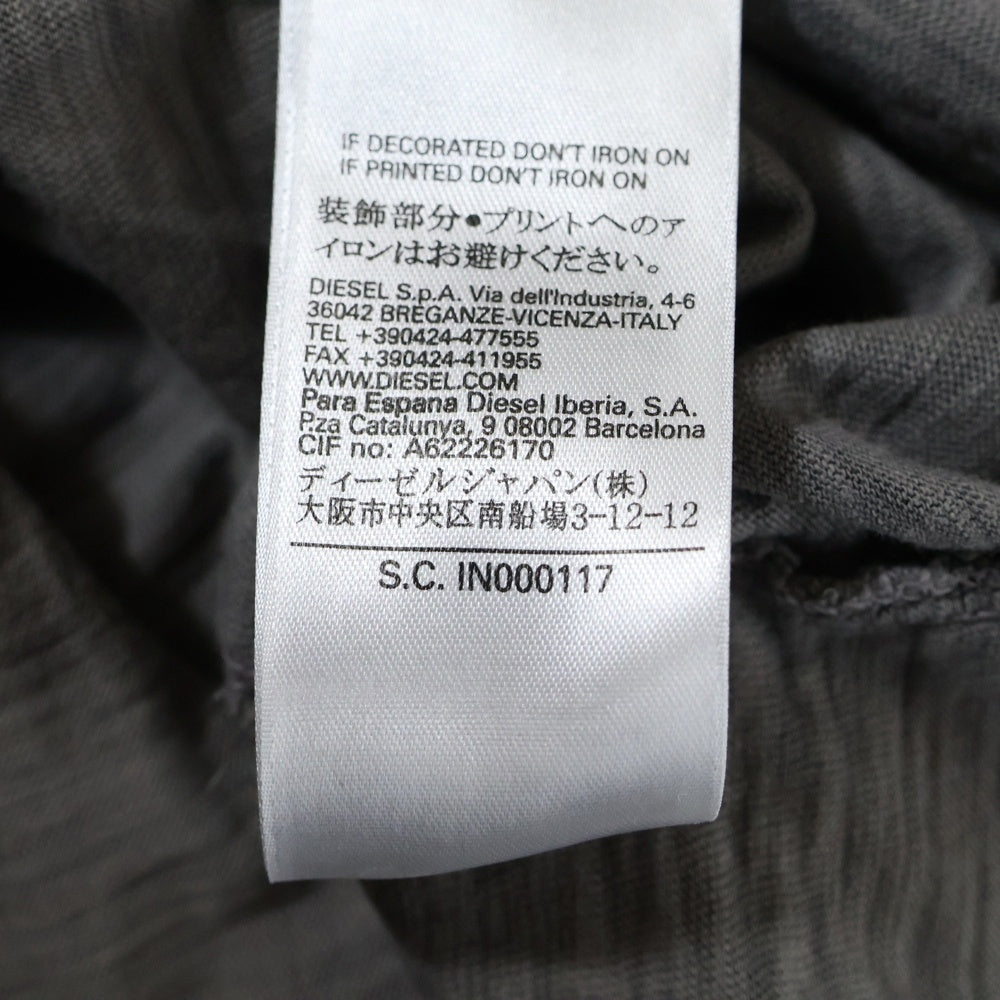 IF DECORATED DON'T IRON ON
IF PRINTED DON'T IRON ON
装飾部分●プリントへのア
イロンはお避けください。
DIESEL S.p.A. Via dell'Industria, 4-6
36042 BREGANZE-VICENZA-ITALY
TEL +390424-477555
FAX +390424-411955
WWW.DIESEL.COM
Para Espana Diesel Iberia, S.A.
P.za Catalunya, 9 08002 Barcelona
CIF no: A62226170
ディーゼルジャパン(株)
大阪市中央区南船場3-12-12
S.C. IN000117